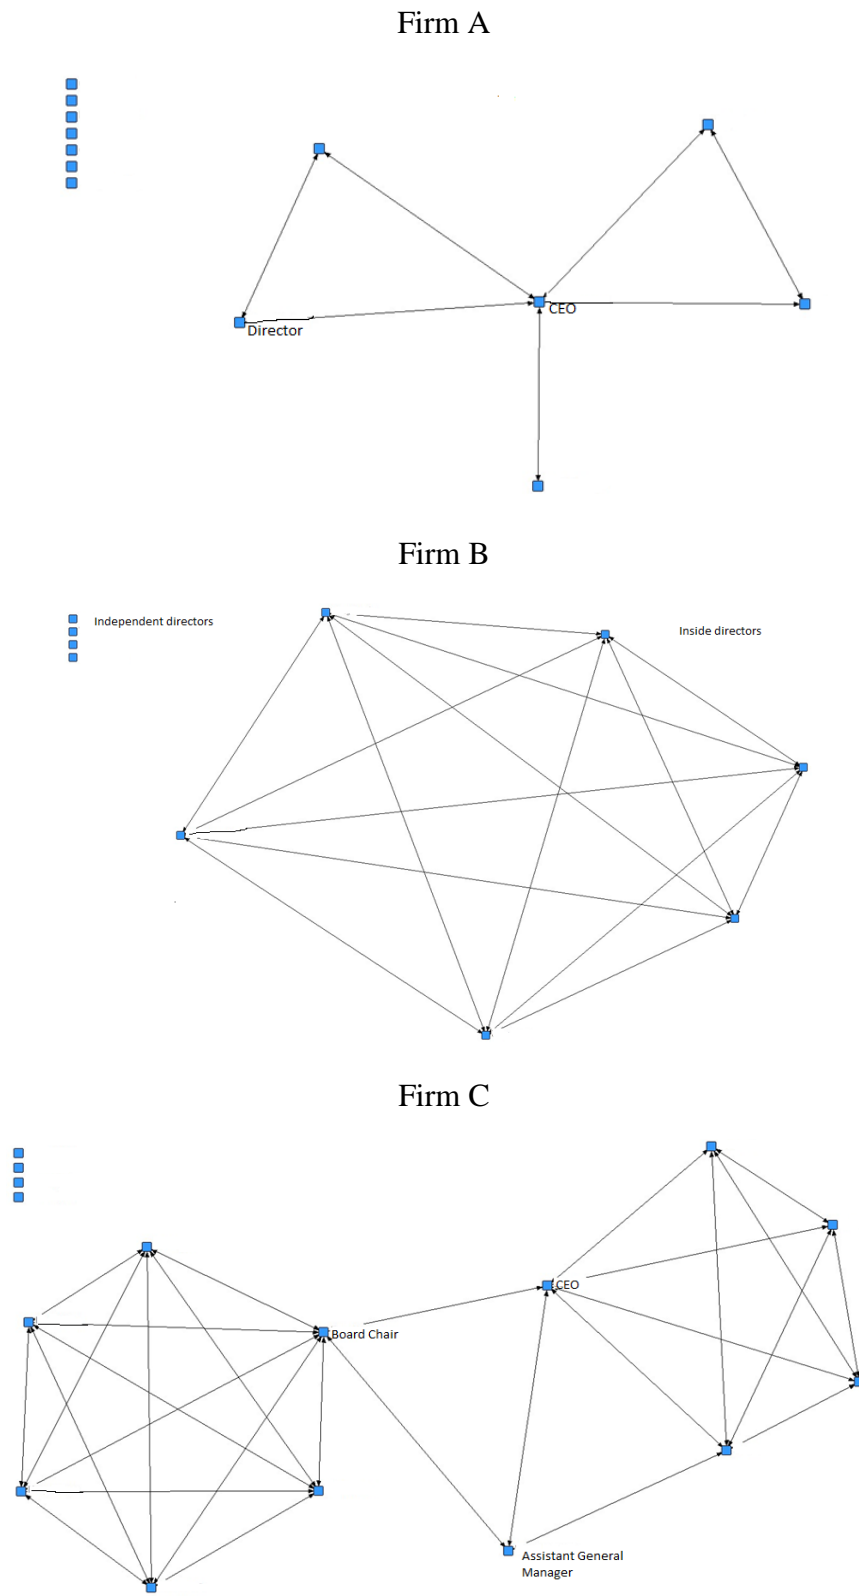 Firm A
Director
CEO
Firm B
Independent directors
Inside directors
Firm C
CEO
Board Chair
Assistant General
Manager